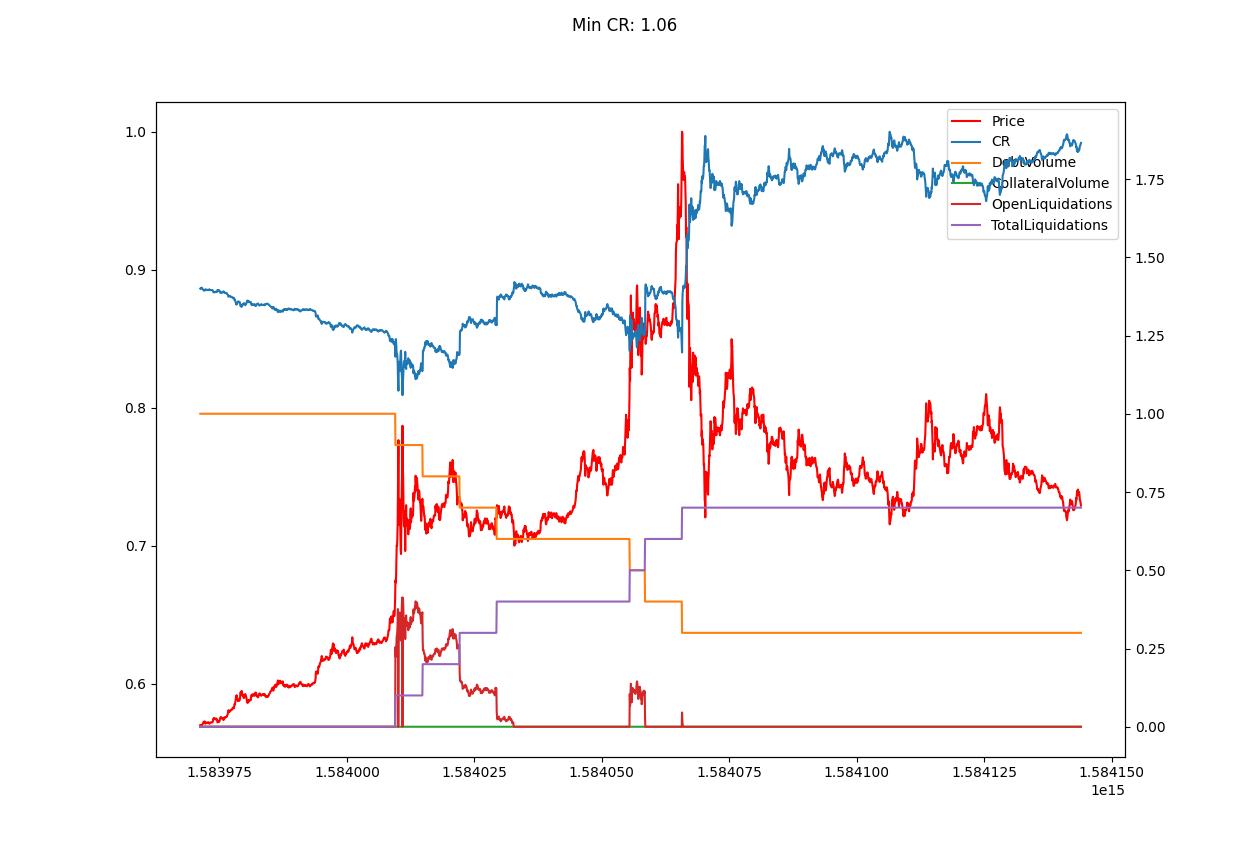 Min CR: 1.06
1.0
0.9
0.8
0.7
0.6
Price
CR
DebtVolume
CollateralVolume
OpenLiquidations
TotalLiquidations
1.75
1.50
1.25
1.00
0.75
0.50
0.25
0.00
1.583975 1.584000 1.584025 1.584050 1.584075 1.584100 1.584125 1.584150
1e15